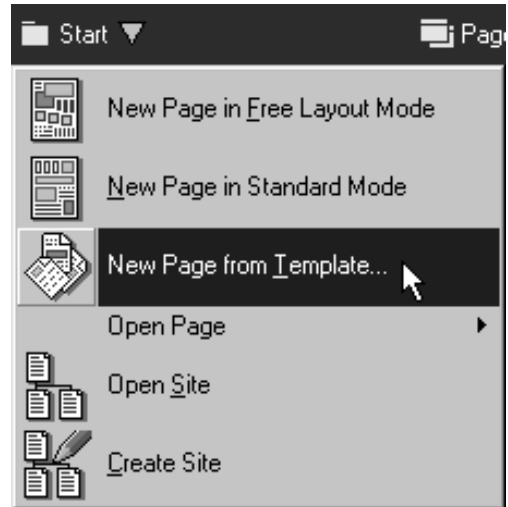 Start Pag
New Page in Free Layout Mode
New Page in Standard Mode
New Page from Template...
Open Page
Open Site
Create Site